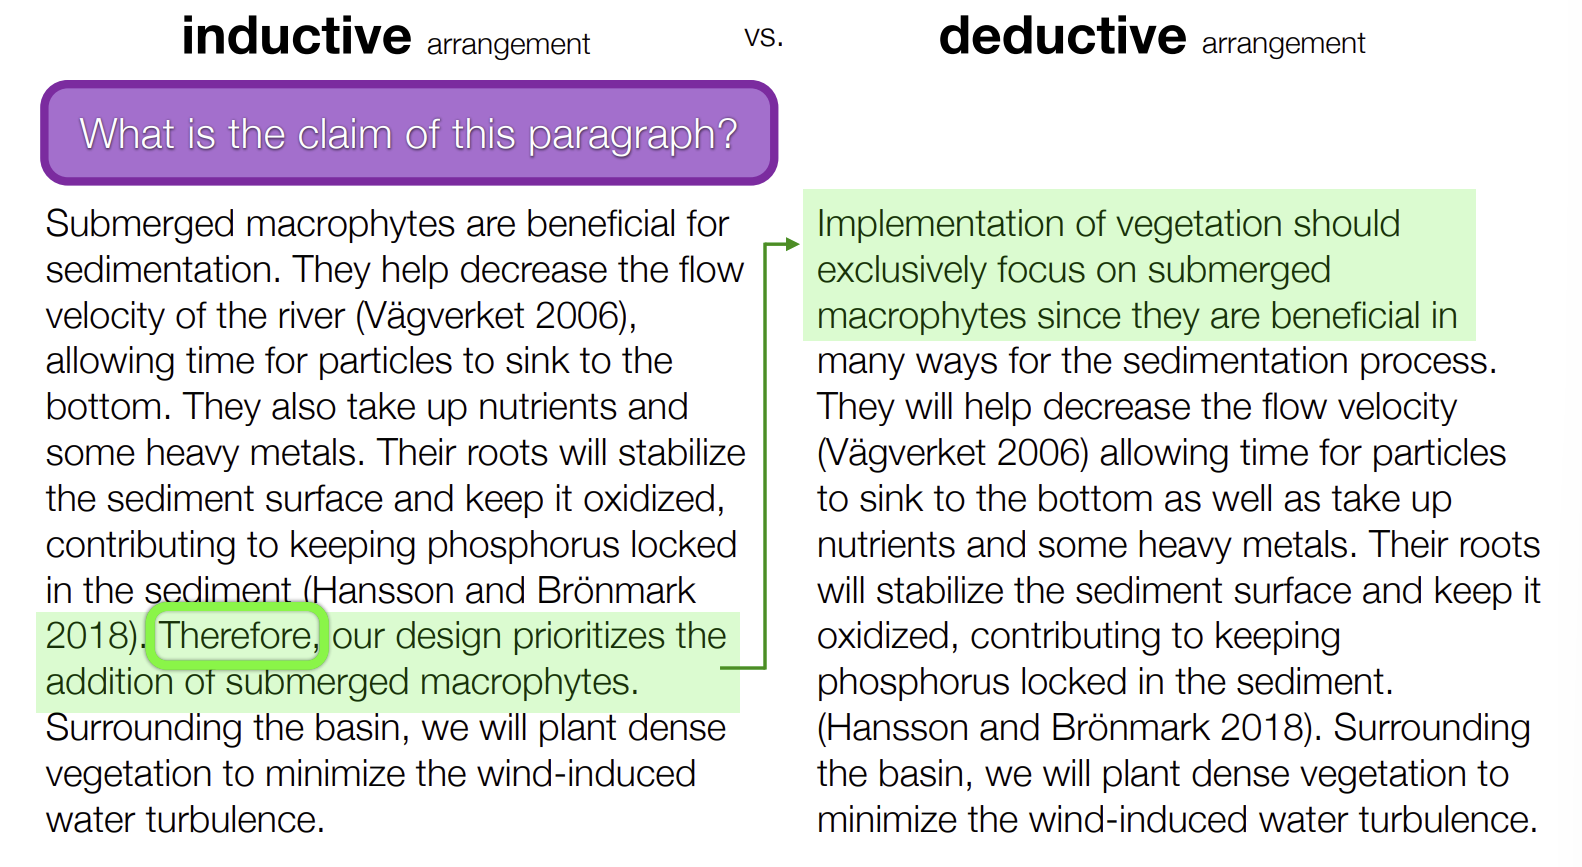 inductive arrangement
vs.
deductive arrangement
What is the claim of this paragraph?
Submerged macrophytes are beneficial for
sedimentation. They help decrease the flow
velocity of the river (Vägverket 2006),
allowing time for particles to sink to the
bottom. They also take up nutrients and
some heavy metals. Their roots will stabilize
the sediment surface and keep it oxidized,
contributing to keeping phosphorus locked
in the sediment (Hansson and Brönmark
2018). Therefore, our design prioritizes the
addition of submerged macrophytes.
Surrounding the basin, we will plant dense
vegetation to minimize the wind-induced
water turbulence.
Implementation of vegetation should
exclusively focus on submerged
macrophytes since they are beneficial in
many ways for the sedimentation process.
They will help decrease the flow velocity
(Vägverket 2006) allowing time for particles
to sink to the bottom as well as take up
nutrients and some heavy metals. Their roots
will stabilize the sediment surface and keep it
oxidized, contributing to keeping
phosphorus locked in the sediment.
(Hansson and Brönmark 2018). Surrounding
the basin, we will plant dense vegetation to
minimize the wind-induced water turbulence.